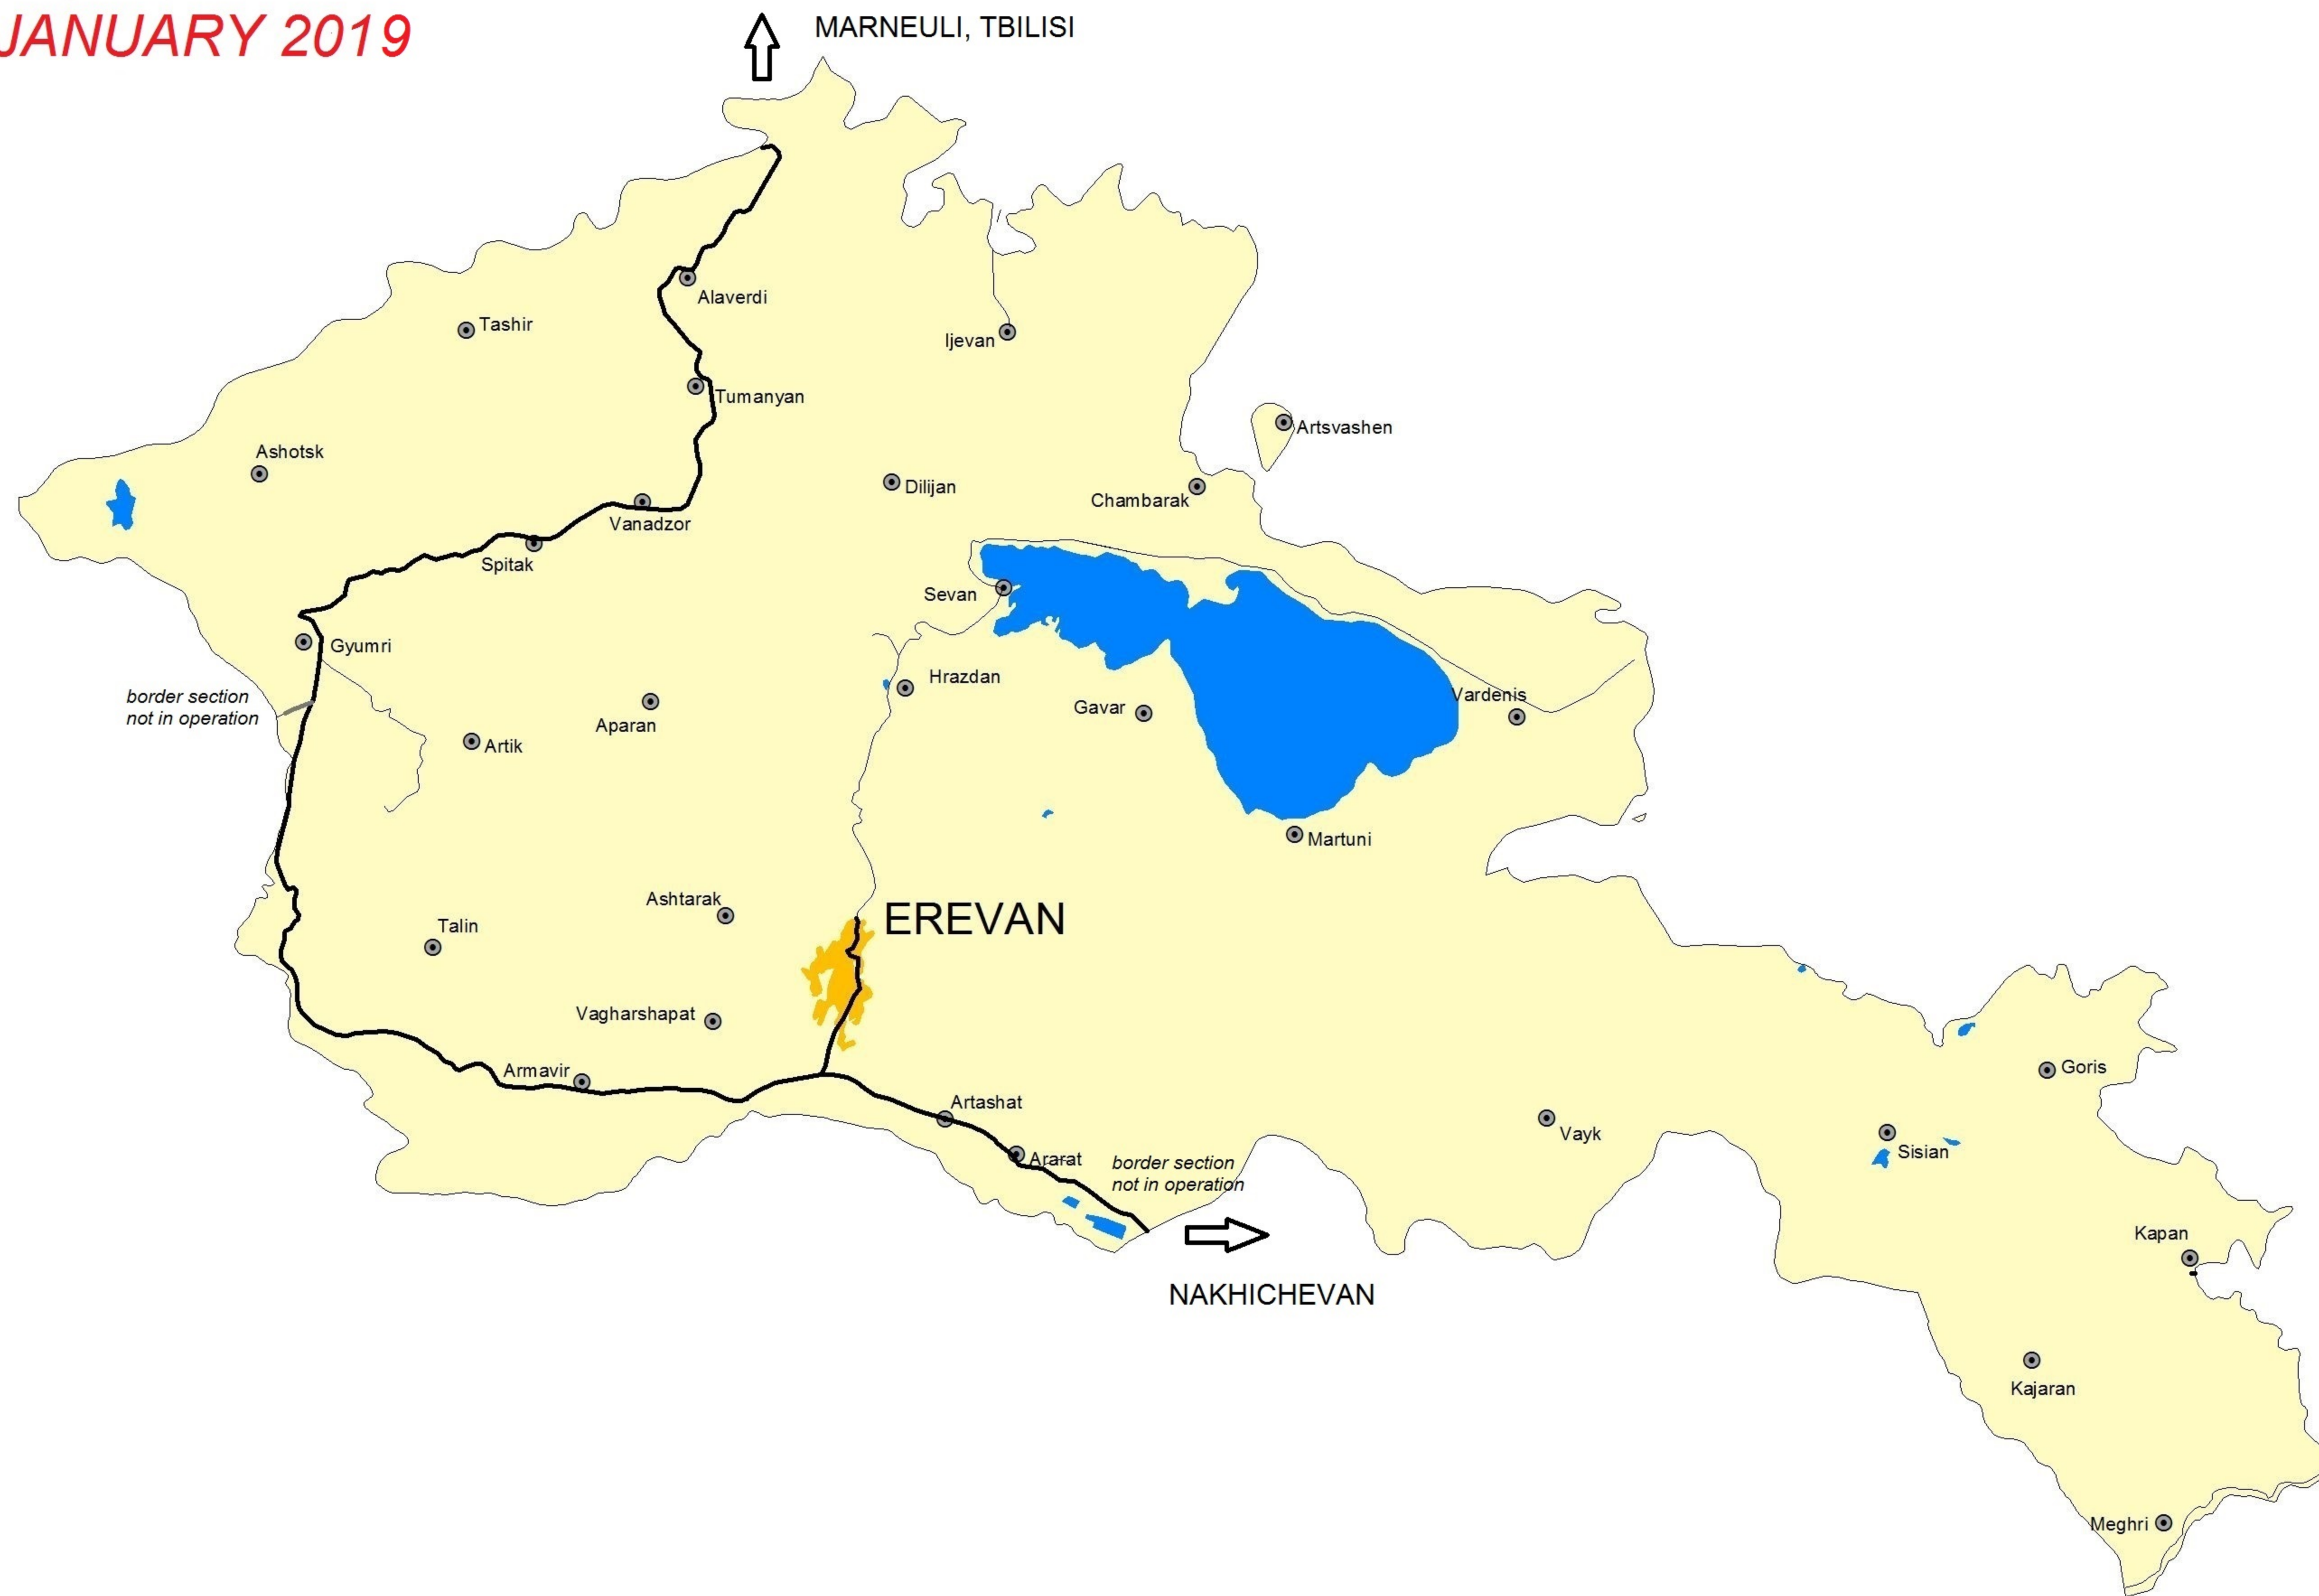 JANUARY 2019
MARNEULI, TBILISI
Alaverdi
Tashir
Ijevan
Tumanyan
Artsvashen
Ashotsk
Dilijan
Chambarak
Vanadzor
Spitak
Sevan
Gyumri
Hrazdan
border section
not in operation
Vardenis
Gavar
Aparan
Artik
Martuni
Ashtarak
EREVAN
Talin
Vagharshapat
Armavir
Goris
Artashat
Vayk
Sisian
Ararat
border section
not in operation
Kapan
NAKHICHEVAN
Kajaran
Meghri